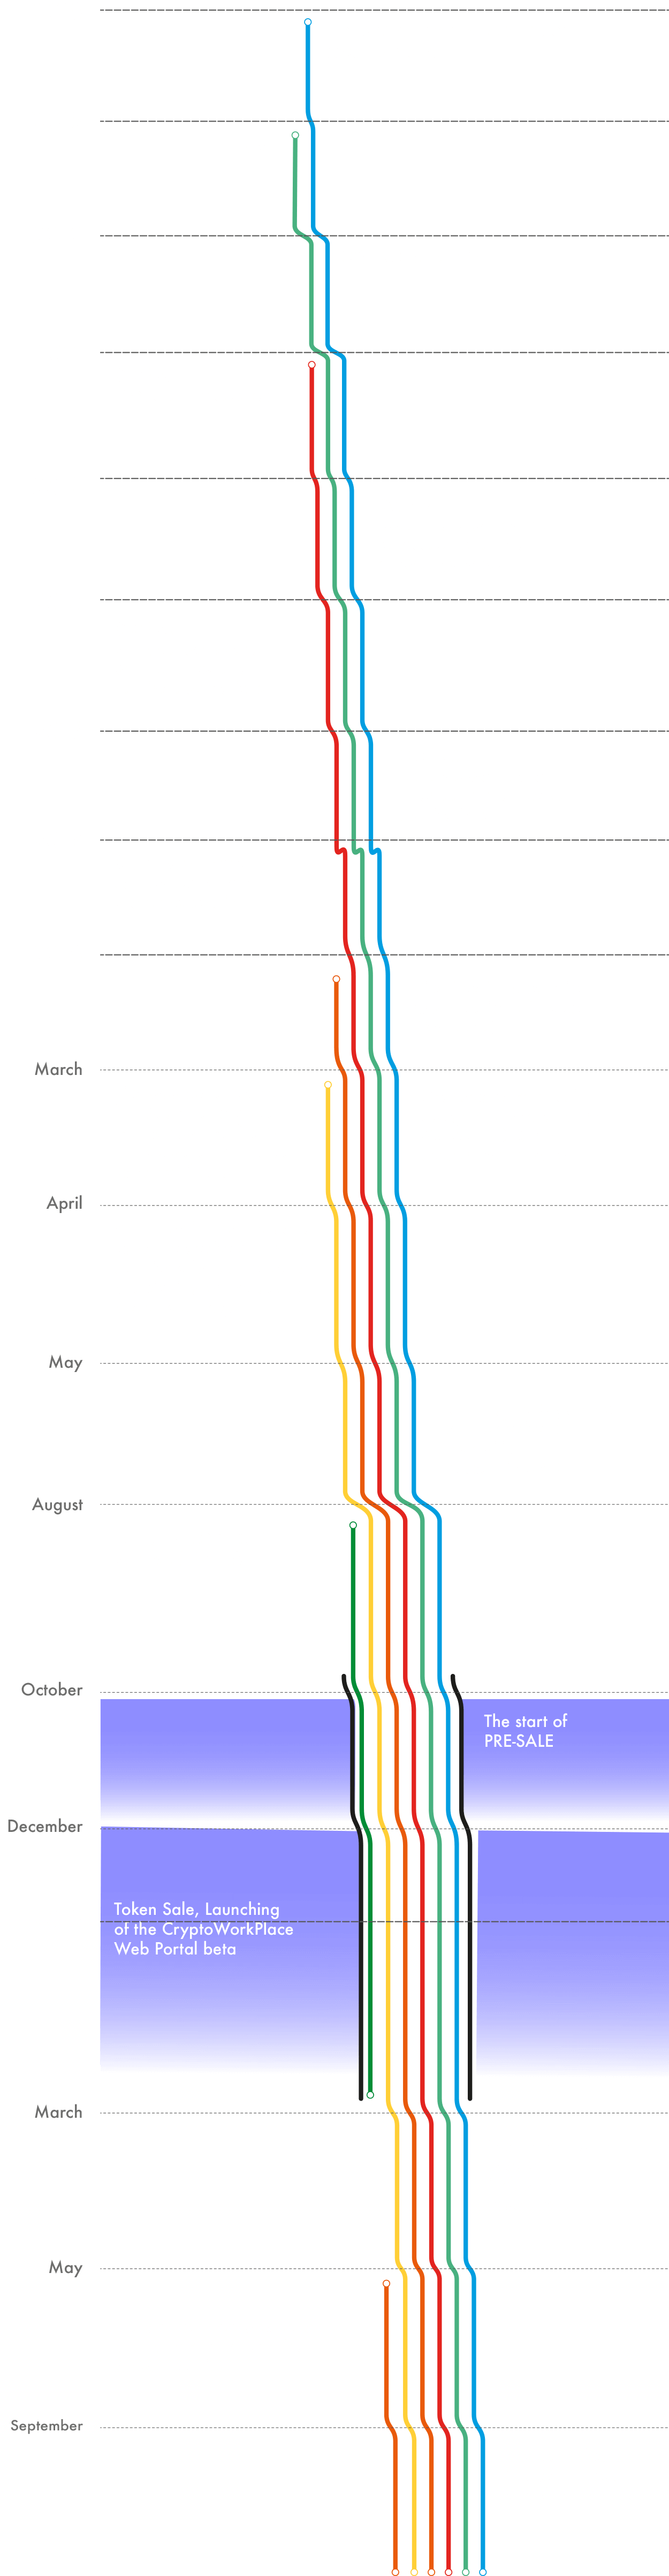 March
April
May
August
October
The start of
PRE-SALE
December
Token Sale, Launching
of the CryptoWorkPlace
Web Portal beta
March
May
September